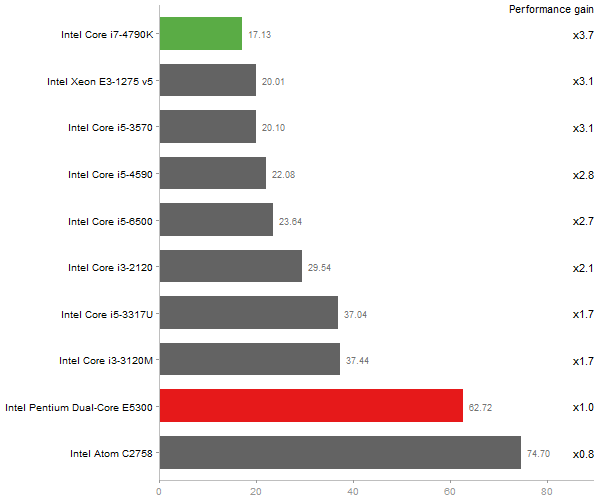 Performance gain
Intel Core i7-4790K 17.13 x3.7
Intel Xeon E3-1275 v5 20.01 x3.1
Intel Core i5-3570 20.10 x3.1
Intel Core i5-4590 22.08 x2.8
Intel Core i5-6500 23.64 x2.7
Intel Core i3-2120 29.54 x2.1
Intel Core i5-3317U 37.04 x1.7
Intel Core i3-3120M 37.44 x1.7
Intel Pentium Dual-Core E5300 62.72 x1.0
Intel Atom C2758 74.70 x0.8
0 20 40 60 80